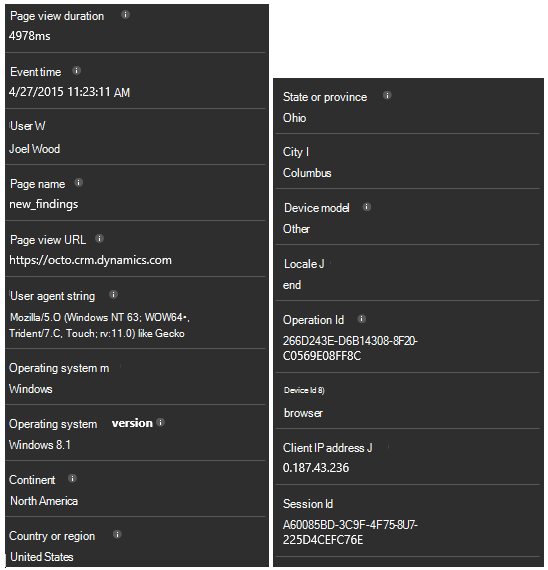 Page view duration
4978ms
Event time
4/27/2015 11:23:11 AM
User W
Joel Wood
Page name
new_findings
Page view URL
https://octo.crm.dynamics.com
User agent string
Mozilla/5.O (Windows NT 63; WOW64•,
Trident/7.C, Touch; rv:11.0) like Gecko
Operating system m
Windows
Operating system version
Windows 8.1
Continent
North America
Country or region
United States
State or province
Ohio
City I
Columbus
Device model
Other
Locale J
end
Operation Id
266D243E-D6B14308-8F20-
C0569E08FF8C
Device Id 8)
browser
Client IP address J
0.187.43.236
Session Id
A60085BD-3C9F-4F75-8U7-
225D4CEFC76E